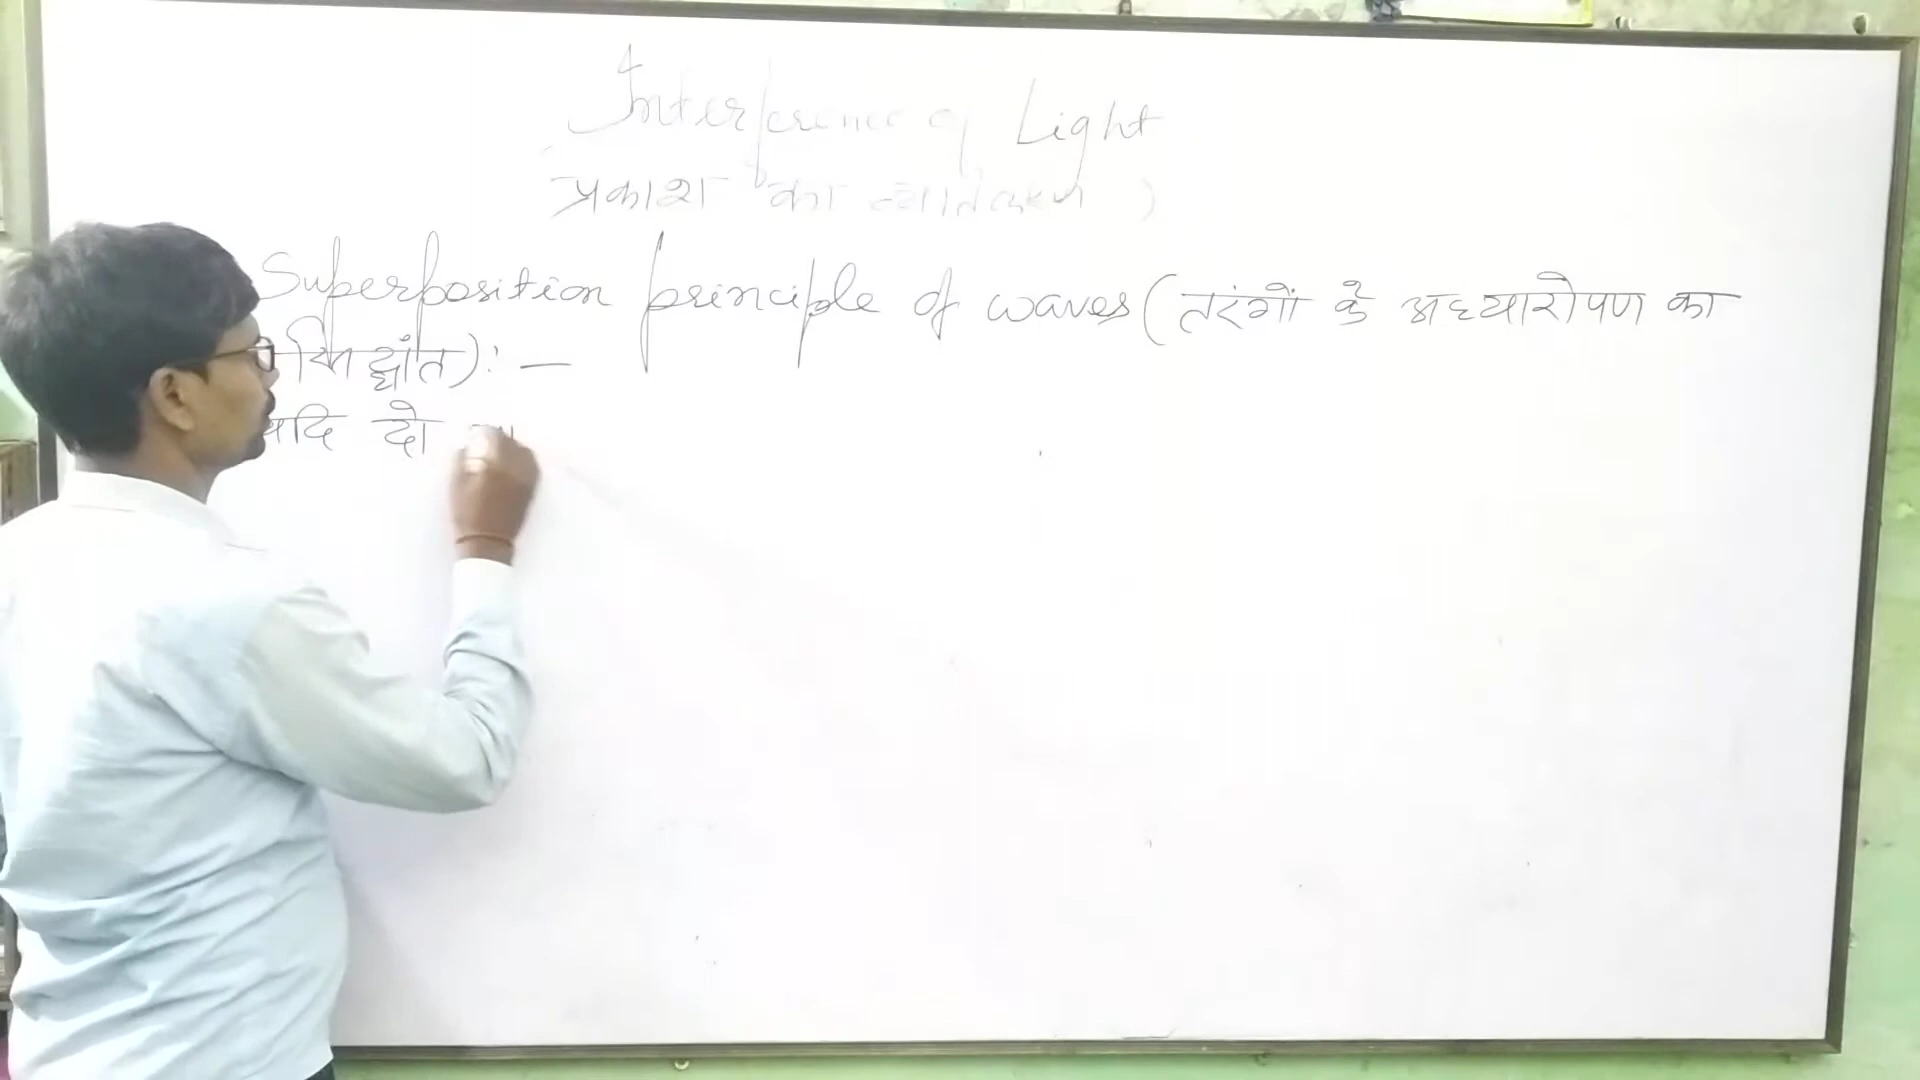 Interference of Light
प्रकाश का व्यतिकरण )
Superposition principle of waves (तरंगों के अध्यारोपण का
सिद्धांत) : —
यदि दो